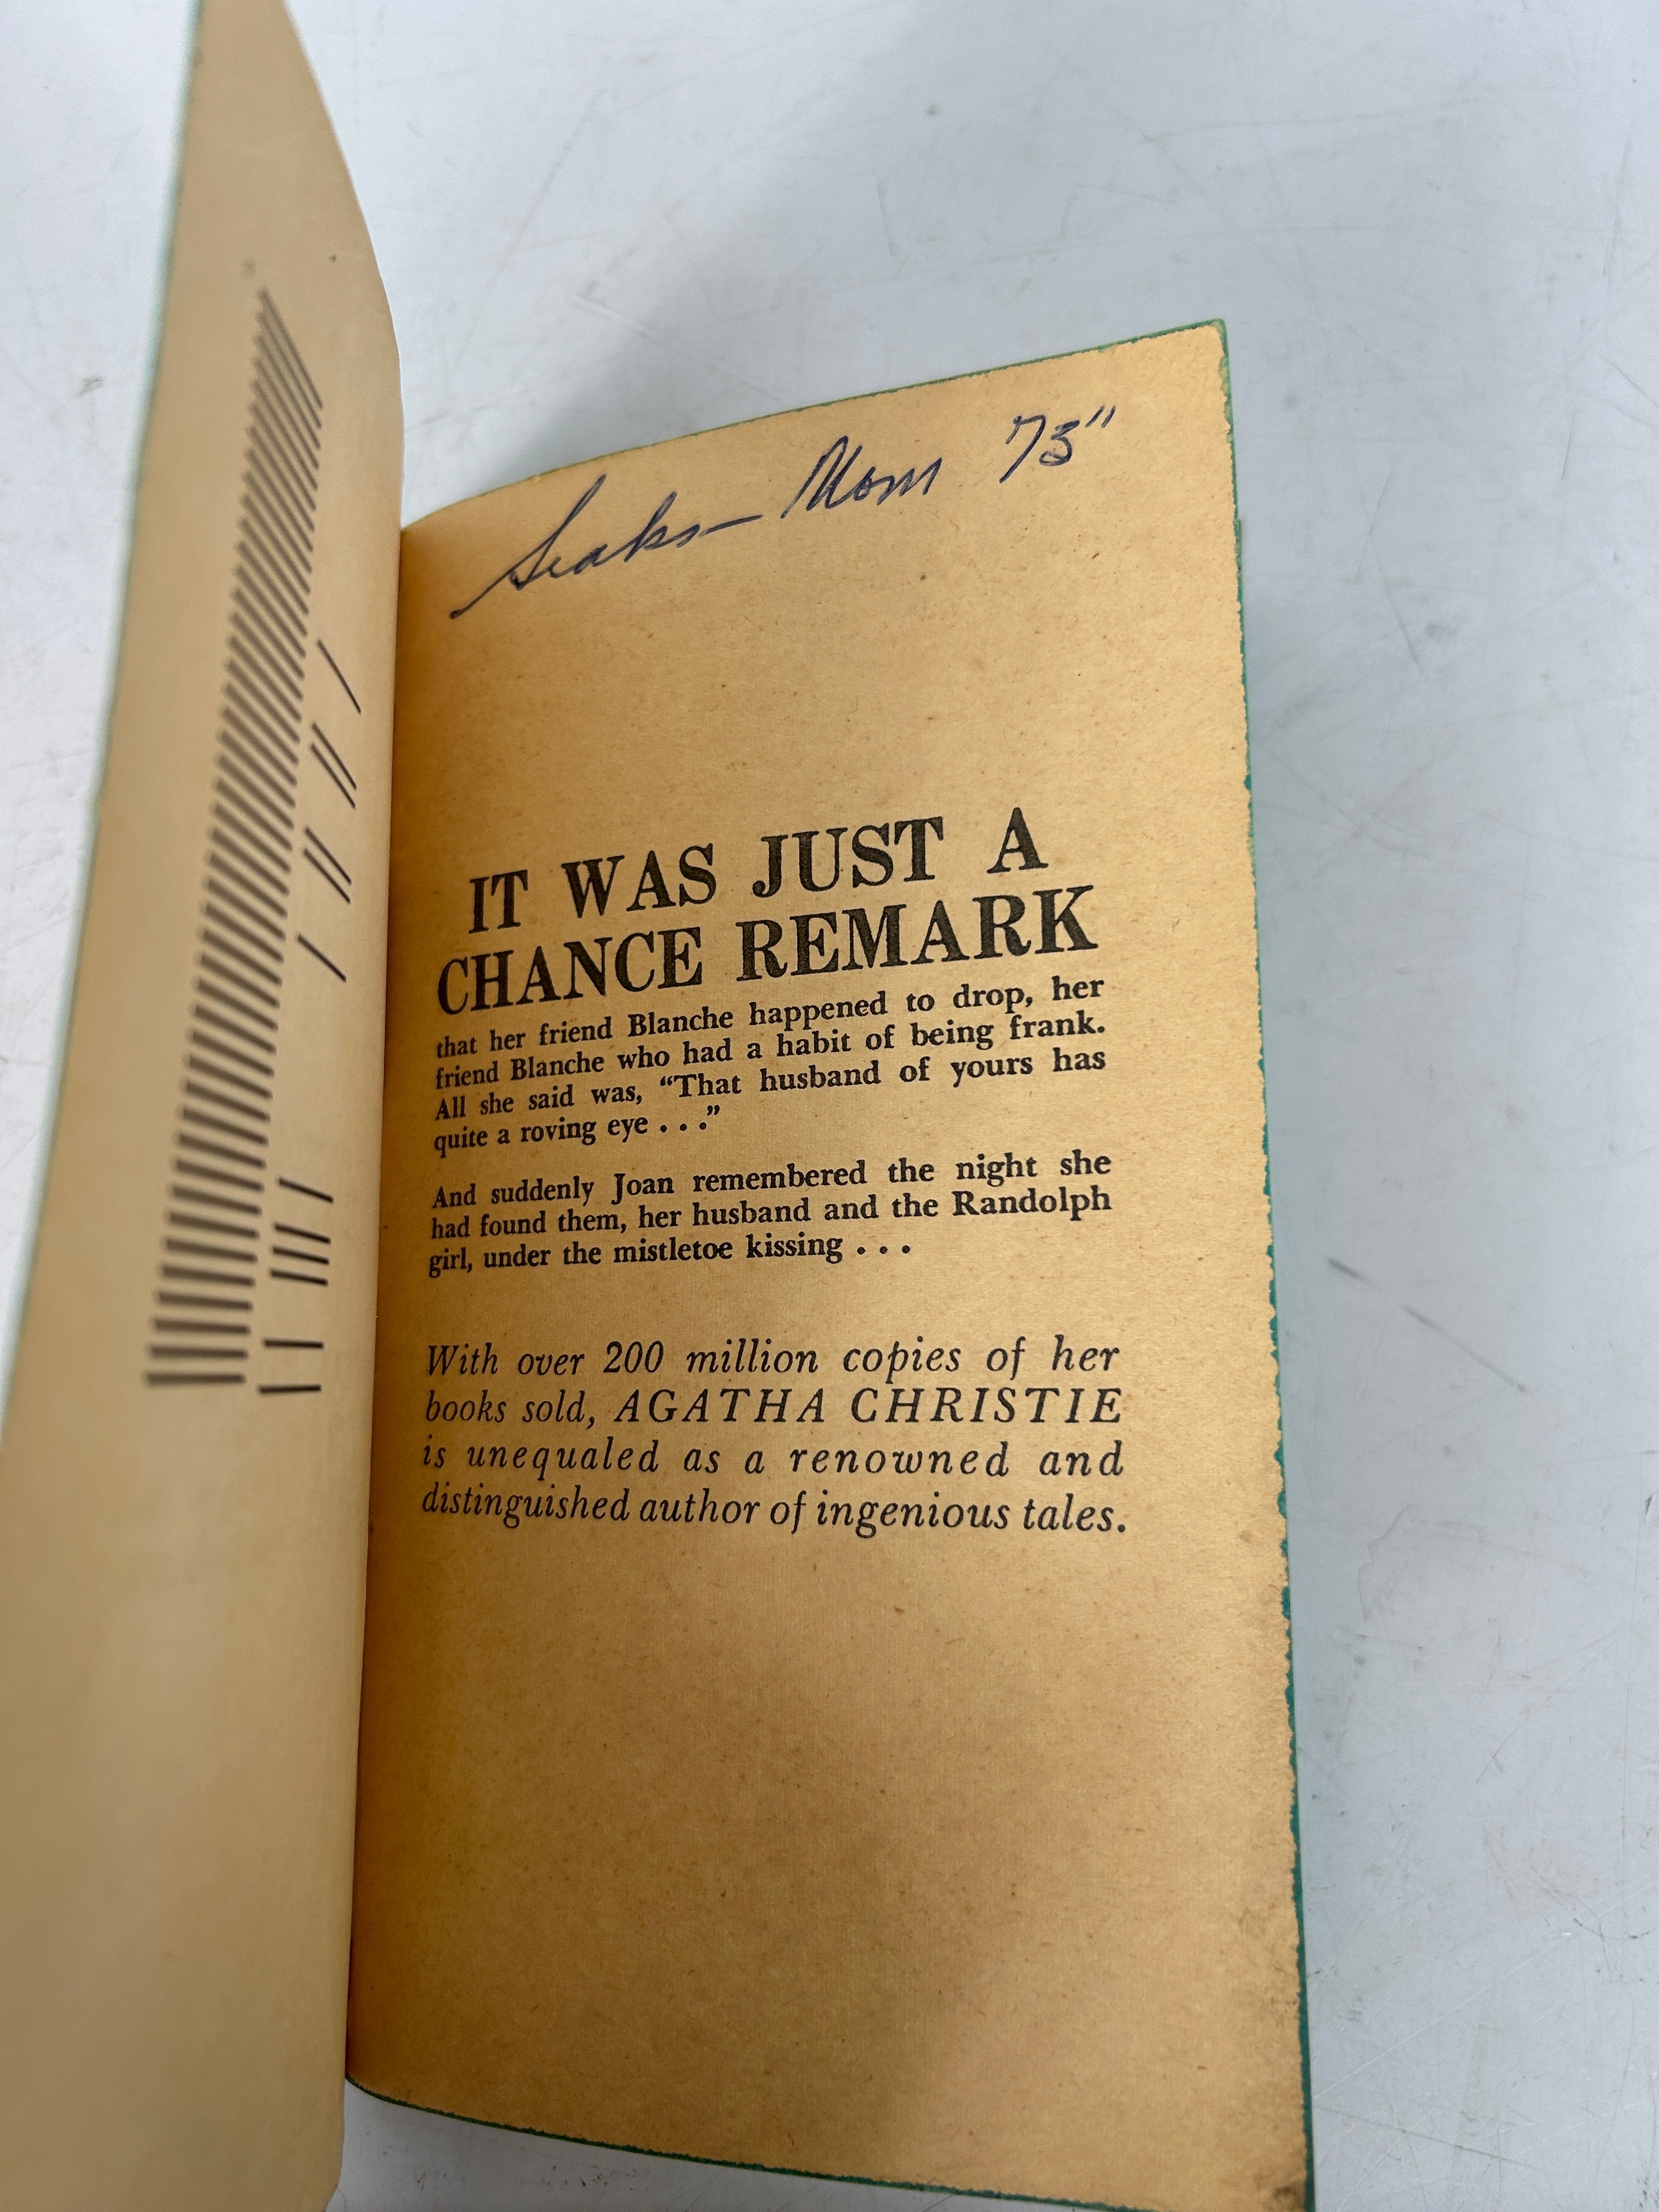 Seaks— Mom '73"
IT WAS JUST A
CHANCE REMARK
that her friend Blanche happened to drop, her
friend Blanche who had a habit of being frank.
All she said was, “That husband of yours has
quite a roving eye . . .”
And suddenly Joan remembered the night she
had found them, her husband and the Randolph
girl, under the mistletoe kissing . . .
With over 200 million copies of her
books sold, AGATHA CHRISTIE
is unequaled as a renowned and
distinguished author of ingenious tales.